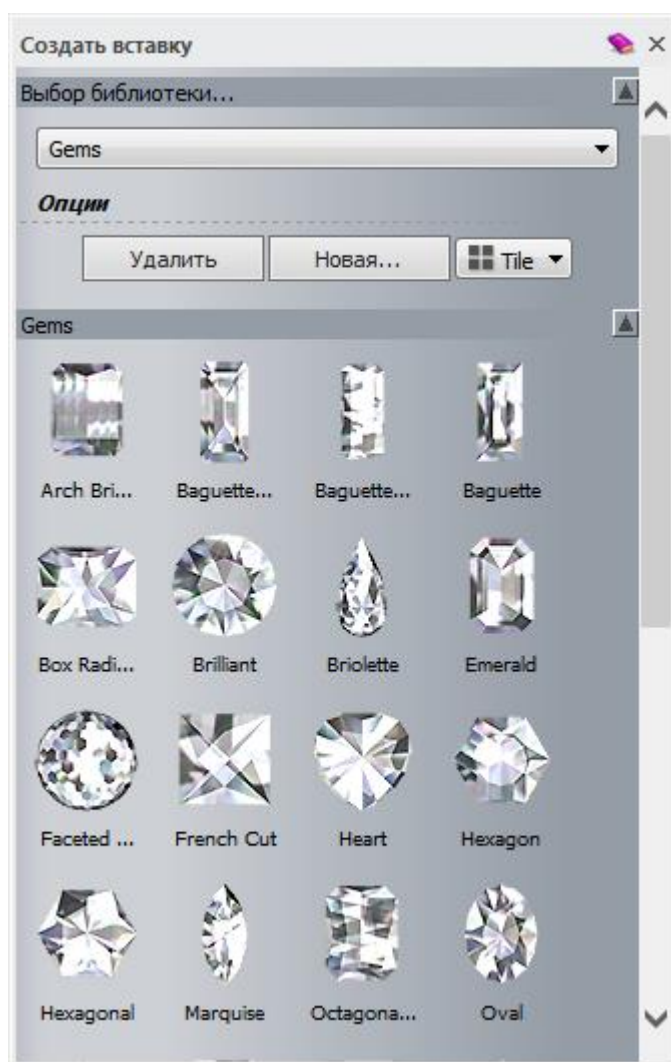 Создать вставку
Выбор библиотеки...
Gems
Опции
Удалить Новая... Tile
Gems
Arch Bri... Baguette... Baguette... Baguette
Box Radi... Brilliant Briolette Emerald
Faceted ... French Cut Heart Hexagon
Hexagonal Marquise Octagona... Oval